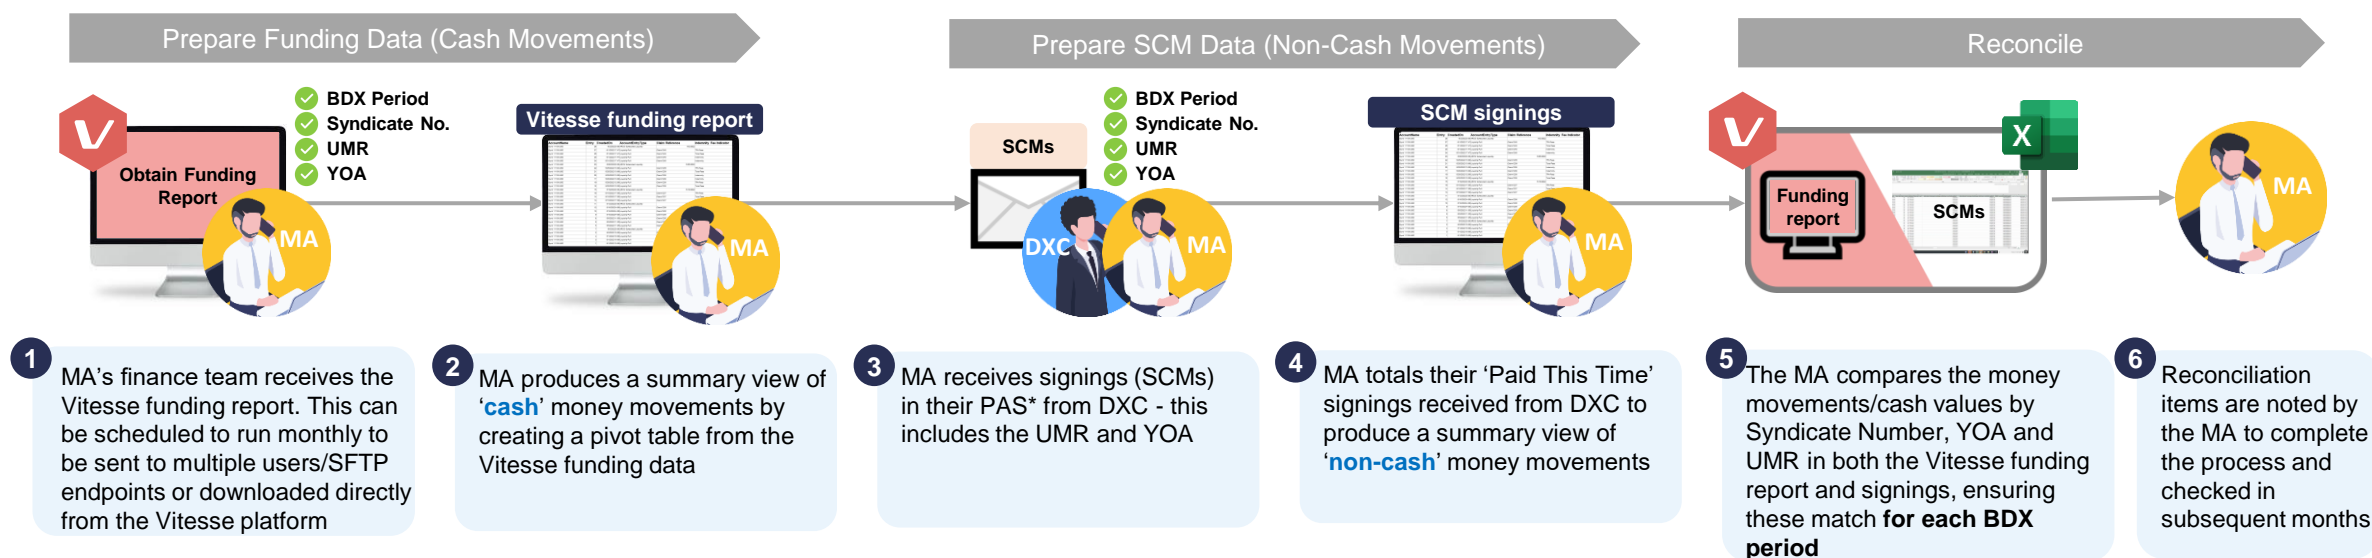 Prepare Funding Data (Cash Movements)
Prepare SCM Data (Non-Cash Movements)
Reconcile
V
Obtain Funding
Report
MA
BDX Period
Syndicate No.
UMR
YOA
Vitesse funding report
MA
SCMs
DXC
MA
BDX Period
Syndicate No.
UMR
YOA
SCM signings
MA
V
Funding
report
X
SCMs
MA
1
MA’s finance team receives the
Vitesse funding report. This can
be scheduled to run monthly to
be sent to multiple users/SFTP
endpoints or downloaded directly
from the Vitesse platform
2
MA produces a summary view of
‘cash’ money movements by
creating a pivot table from the
Vitesse funding data
3
MA receives signings (SCMs)
in their PAS* from DXC - this
includes the UMR and YOA
4
MA totals their ‘Paid This Time’
signings received from DXC to
produce a summary view of
‘non-cash’ money movements
5
The MA compares the money
movements/cash values by
Syndicate Number, YOA and
UMR in both the Vitesse funding
report and signings, ensuring
these match for each BDX
period
6
Reconciliation
items are noted by
the MA to complete
the process and
checked in
subsequent months